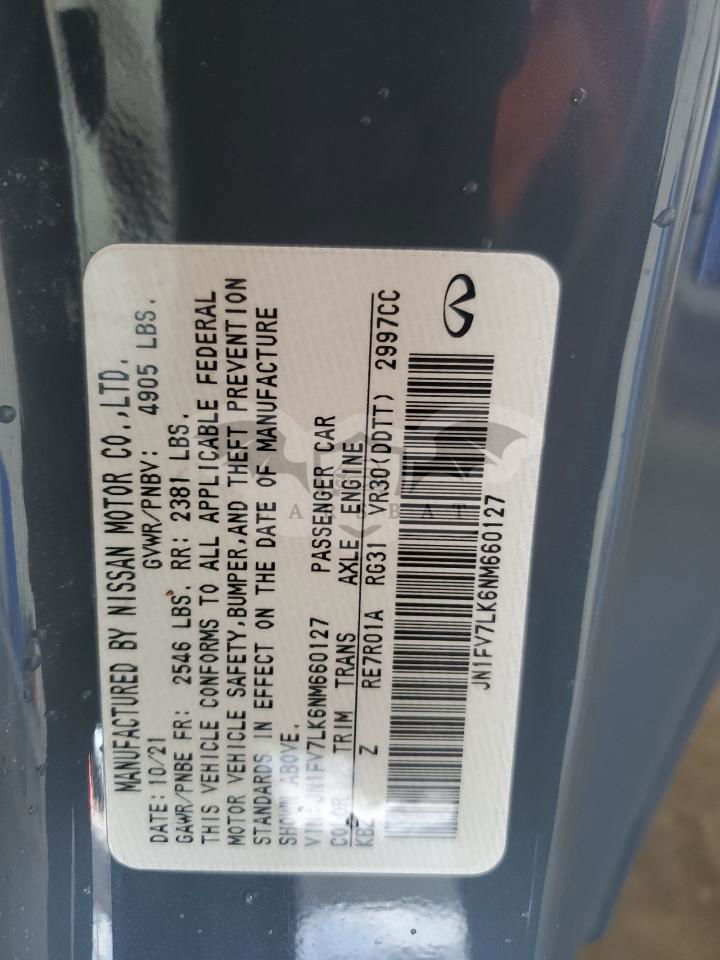 MANUFACTURED BY NISSAN MOTOR CO.,LTD.
DATE: 10/21 GVWR/PNBV: 4905 LBS.
GAWR/PNBE FR: 2546 LBS. RR: 2381 LBS.
THIS VEHICLE CONFORMS TO ALL APPLICABLE FEDERAL
MOTOR VEHICLE SAFETY,BUMPER,AND THEFT PREVENTION
STANDARDS IN EFFECT ON THE DATE OF MANUFACTURE
SHOWN ABOVE.
VIN:JN1FV7LK6NM660127 PASSENGER CAR
COLOR TRIM TRANS AXLE ENGINE
Z RE7R01A RG31 VR30(DDTT) 2997CC
JN1FV7LK6NM660127